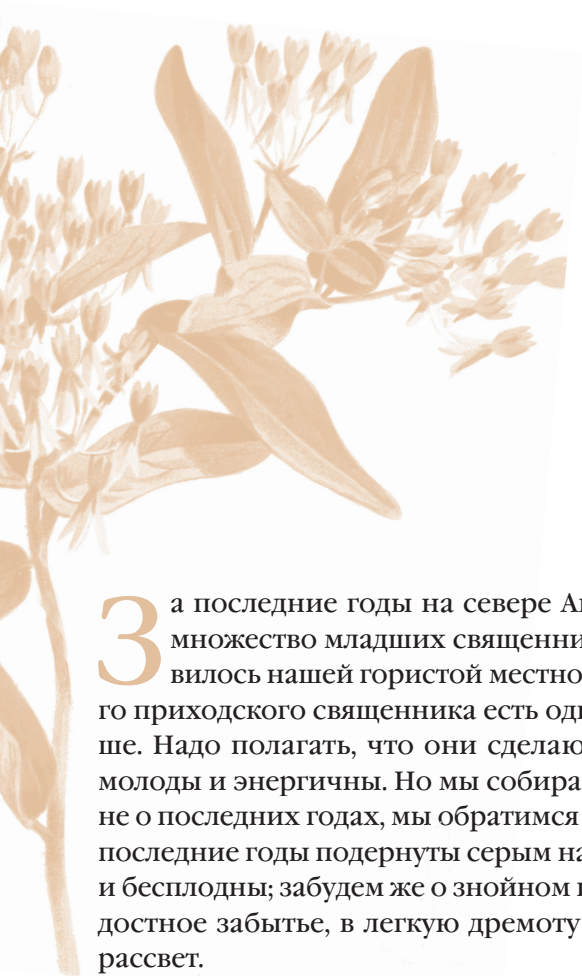 За последние годы на севере
множество младших
вилось нашей гористой
го приходского священника есть
ше. Надо полагать, что они
молоды и энергичны. Но мы
не о последних годах, мы обратимся
последние годы подернуты серым
и бесплодны; забудем же о знойном
достное забытье, в легкую дремоту
рассвет.